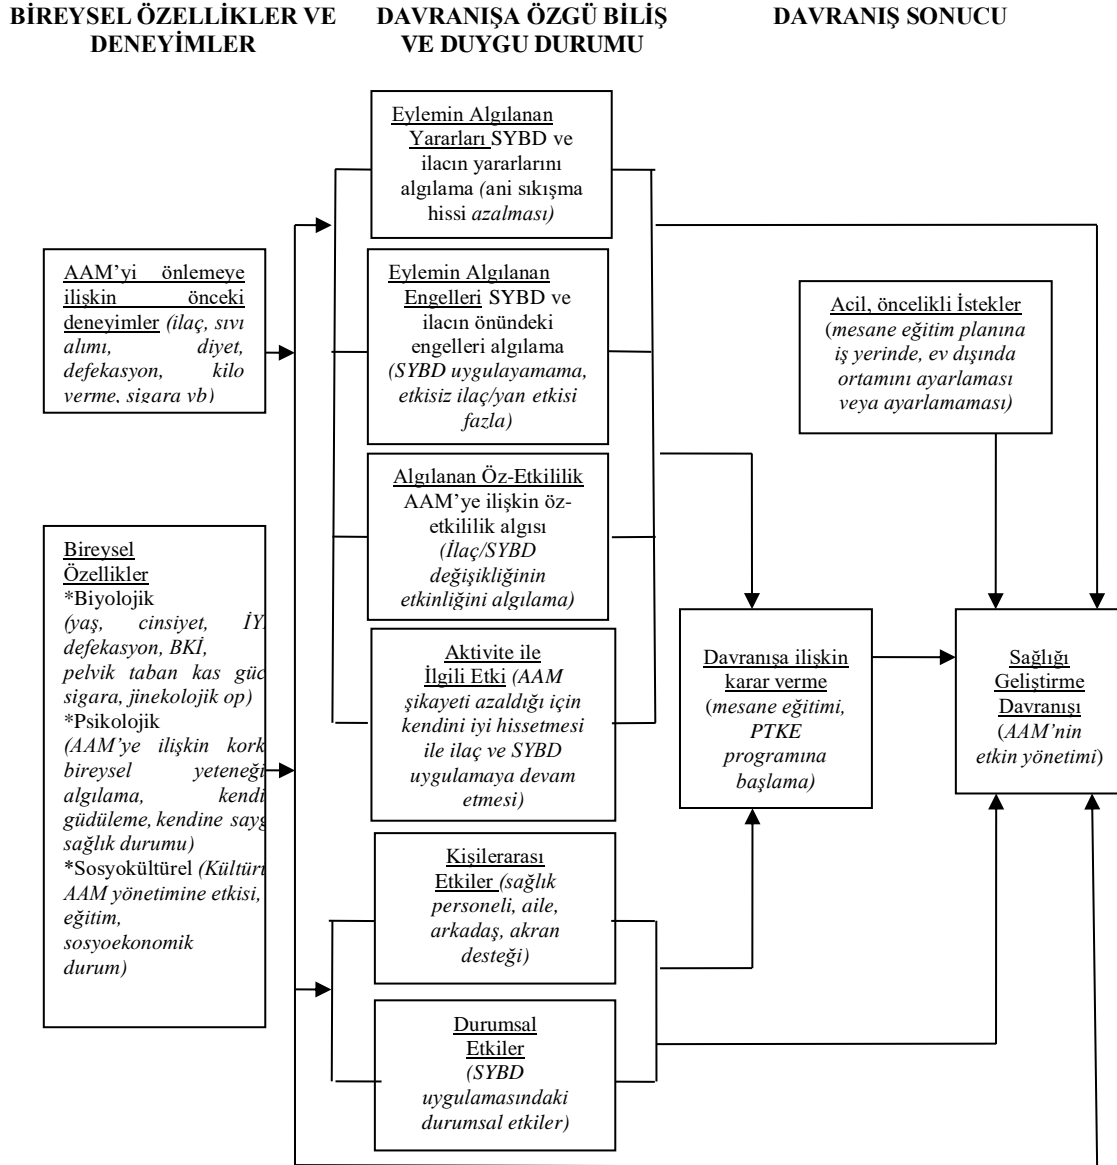 BİREYSEL ÖZELLİKLER VE
DENEYİMLER
DAVRANIŞA ÖZGÜ BİLİŞ
VE DUYGU DURUMU
DAVRANIŞ SONUCU
Eylemin Algılanan
Yararları SYBD ve
ilacın yararlarını
algılama (ani sıkışma
hissi azalması)
AAM’yi önlemeye
ilişkin önceki
deneyimler (ilaç, sıvı
alımı, diyet,
defekasyon, kilo
verme, sigara vb)
Eylemin Algılanan
Engelleri SYBD ve
ilacın önündeki
engelleri algılama
(SYBD uygulayamama,
etkisiz ilaç/yan etkisi
fazla)
Acil, öncelikli İstekler
(mesane eğitim planına
iş yerinde, ev dışında
ortamını ayarlaması
veya ayarlamaması)
Algılanan Öz-Etkililik
AAM’ye ilişkin öz-
etkililik algısı
(İlaç/SYBD
değişikliğinin
etkinliğini algılama)
Bireysel
Özellikler
*Biyolojik
(yaş, cinsiyet,
defekasyon, BKİ,
pelvik taban kas
sigara, jinekolojik op)
*Psikolojik
(AAM’ye ilişkin
bireysel
algılama,
güdüleme, kendine
sağlık durumu)
*Sosyokültürel
AAM yönetimine etkisi,
eğitim,
sosyoekonomik
durum)
Aktivite ile
İlgili Etki (AAM
şikayeti azaldığı için
kendini iyi hissetmesi
ile ilaç ve SYBD
uygulamaya devam
etmesi)
Davranışa ilişkin
karar verme
(mesane eğitimi,
PTKE
programına
başlama)
Sağlığı
Geliştirme
Davranışı
(AAM’nin
etkin yönetimi)
Kişilerarası
Etkiler (sağlık
personeli, aile,
arkadaş, akran
desteği)
Durumsal
Etkiler
(SYBD
uygulamasındaki
durumsal etkiler)